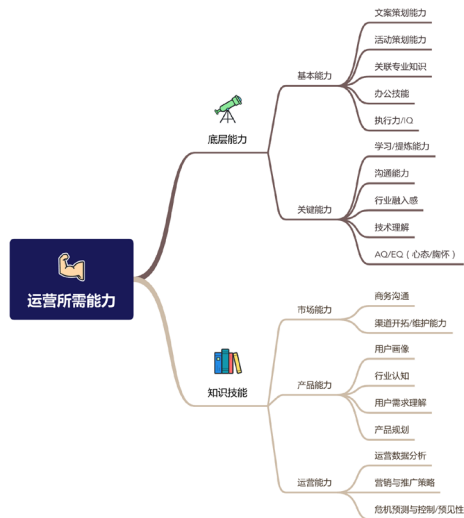 运营所需能力
底层能力
基本能力
文案策划能力
活动策划能力
关联专业知识
办公技能
执行力/IQ
关键能力
学习/提炼能力
沟通能力
行业融入感
技术理解
AQ/EQ（心态/胸怀）
知识技能
市场能力
商务沟通
渠道开拓/维护能力
产品能力
用户画像
行业认知
用户需求理解
产品规划
运营能力
运营数据分析
营销与推广策略
危机预测与控制/预见性